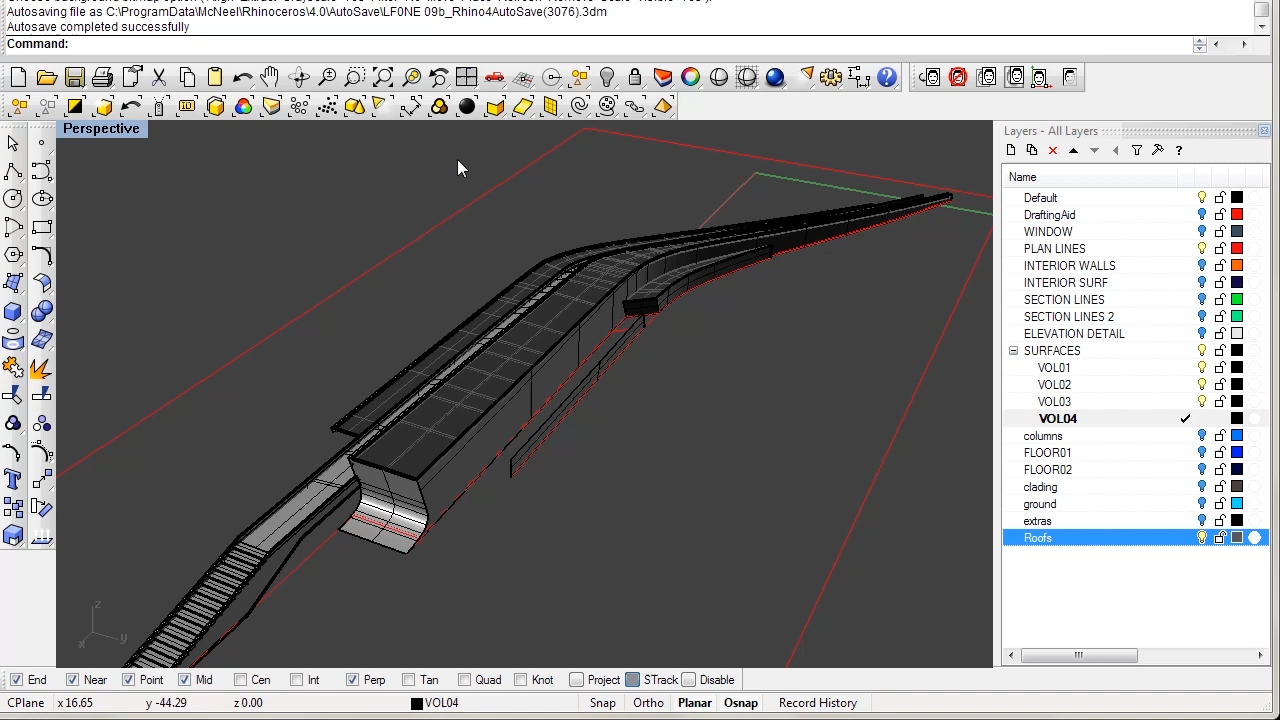 Saving file as C:\ProgramData\McNeel\Rhinoceros\4.0\AutoSave\LF0NE 09b_Rhino4AutoSave(3076).3dm
Autosave completed successfully
Command:
Perspective
z
x
y
Layers - All Layers
Name
Default
DraftingAid
WINDOW
PLAN LINES
INTERIOR WALLS
INTERIOR SURF
SECTION LINES
SECTION LINES 2
ELEVATION DETAIL
SURFACES
VOL01
VOL02
VOL03
VOL04
columns
FLOOR01
FLOOR02
clading
ground
extras
Roofs
End Near Point Mid Cen Int Perp Tan Quad Knot Project STrack Disable
CPlane x 16.65 y -44.29 z 0.00 VOL04 Snap Ortho Planar Osnap Record History